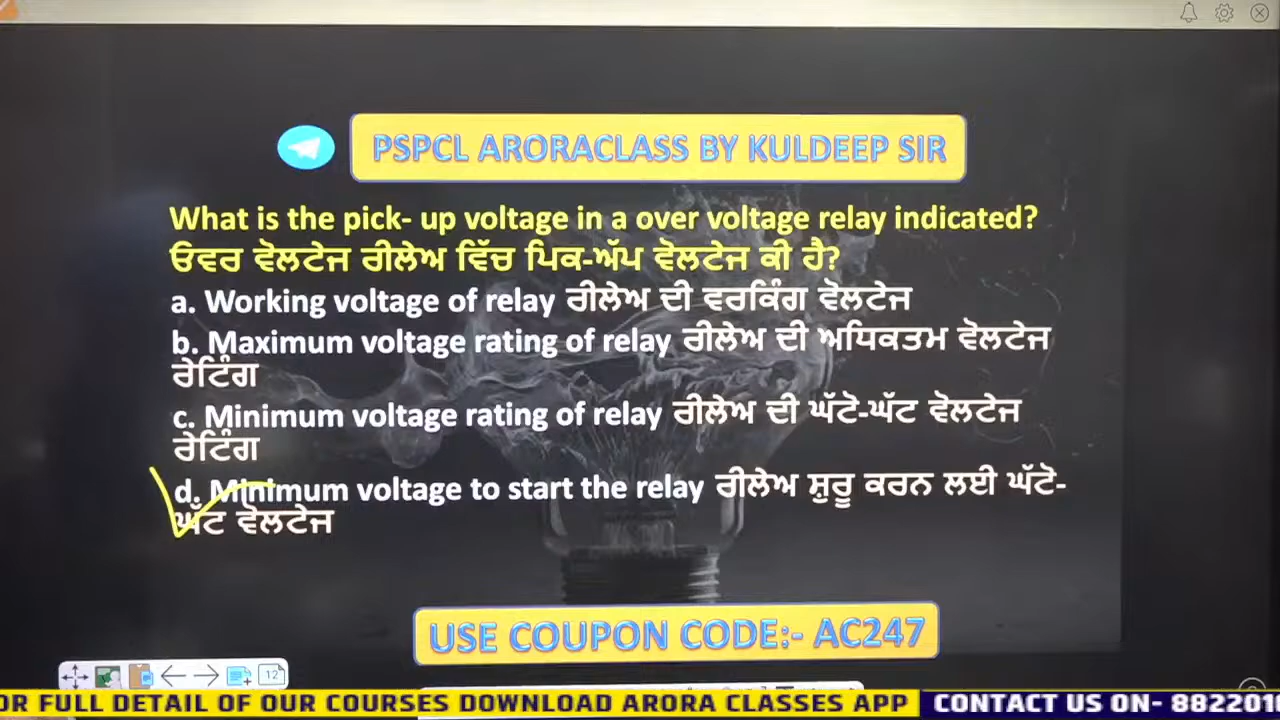 PSPCL ARORACLASS BY KULDEEP SIR
What is the pick- up voltage in a over voltage relay indicated?
ਓਵਰ ਵੋਲਟੇਜ ਰੀਲੇਅ ਵਿੱਚ ਪਿਕ-ਅੱਪ ਵੋਲਟੇਜ ਕੀ ਹੈ?
a. Working voltage of relay ਰੀਲੇਅ ਦੀ ਵਰਕਿੰਗ ਵੋਲਟੇਜ
b. Maximum voltage rating of relay ਰੀਲੇਅ ਦੀ ਅਧਿਕਤਮ ਵੋਲਟੇਜ
ਰੇਟਿੰਗ
c. Minimum voltage rating of relay ਰੀਲੇਅ ਦੀ ਘੱਟੋ-ਘੱਟ ਵੋਲਟੇਜ
ਰੇਟਿੰਗ
d. Minimum voltage to start the relay ਰੀਲੇਅ ਸ਼ੁਰੂ ਕਰਨ ਲਈ ਘੱਟੋ-
ਘੱਟ ਵੋਲਟੇਜ
USE COUPON CODE:- AC247
12
OR FULL DETAIL OF OUR COURSES DOWNLOAD ARORA CLASSES APP CONTACT US ON- 882201